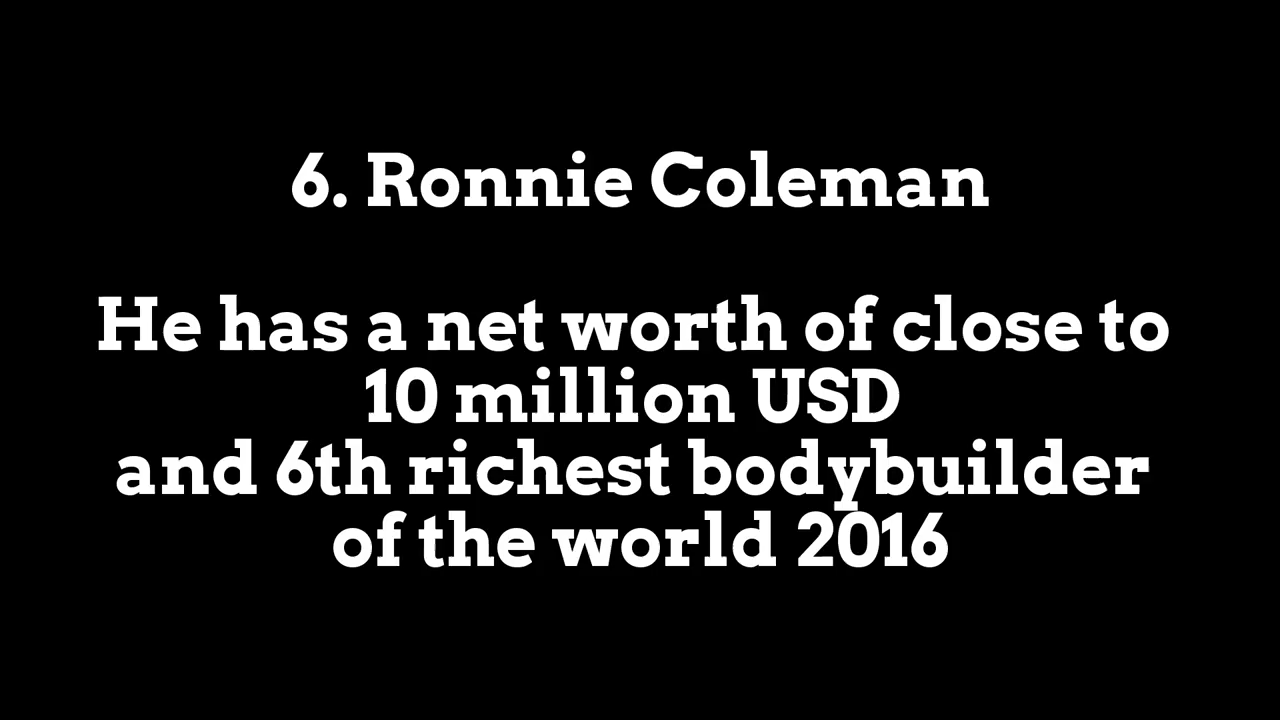 6. Ronnie Coleman
He has a net worth of close to
10 million USD
and 6th richest bodybuilder
of the world 2016